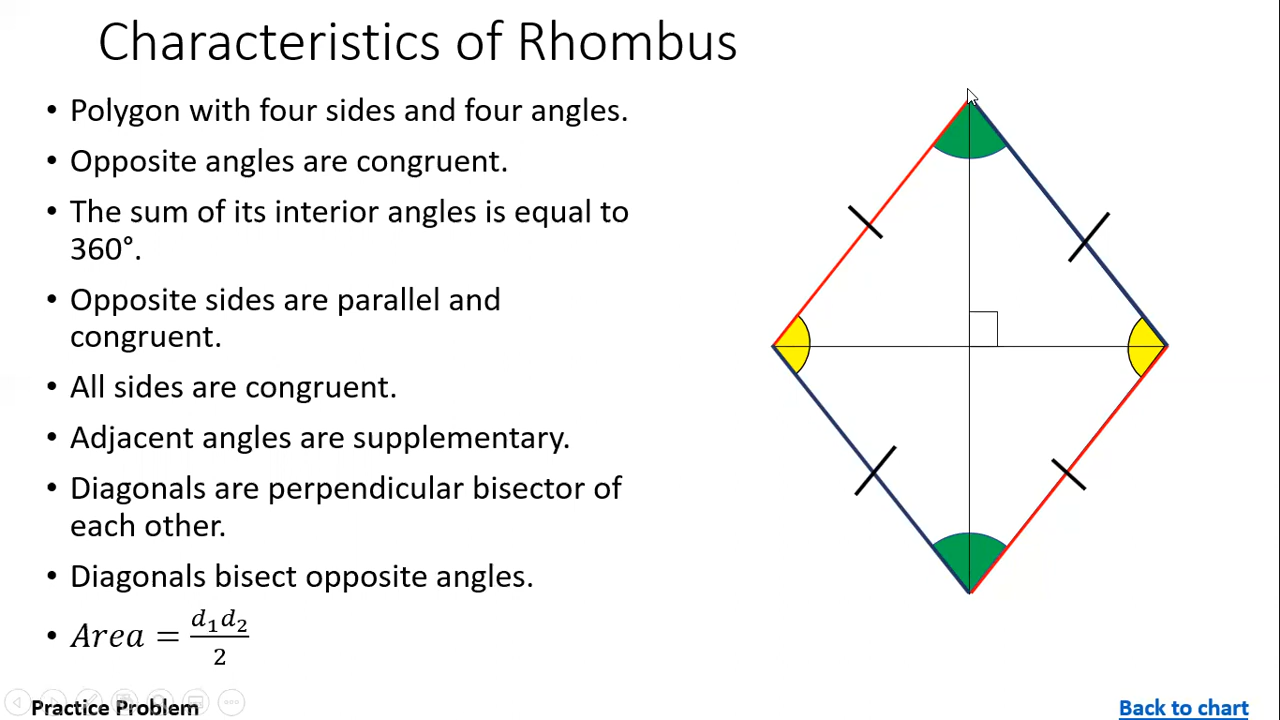 Characteristics of Rhombus
• Polygon with four sides and four angles.
• Opposite angles are congruent.
• The sum of its interior angles is equal to
360°.
• Opposite sides are parallel and
congruent.
• All sides are congruent.
• Adjacent angles are supplementary.
• Diagonals are perpendicular bisector of
each other.
• Diagonals bisect opposite angles.
• Area = d₁d₂/2
Practice Problem
Back to chart